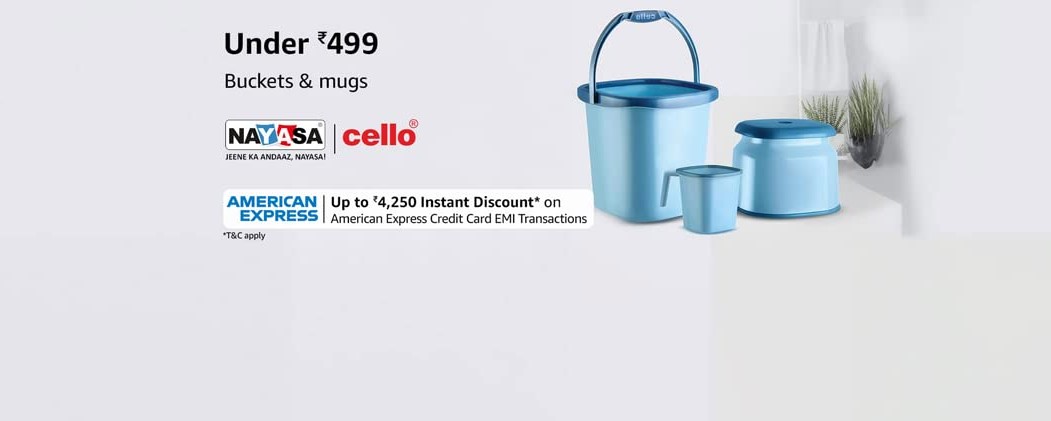 Under ₹499
Buckets & mugs
NAYASA® | cello®
JEENE KA ANDAAZ, NAYASA!
AMERICAN EXPRESS | Up to ₹4,250 Instant Discount* on
American Express Credit Card EMI Transactions
*T&C apply
cello